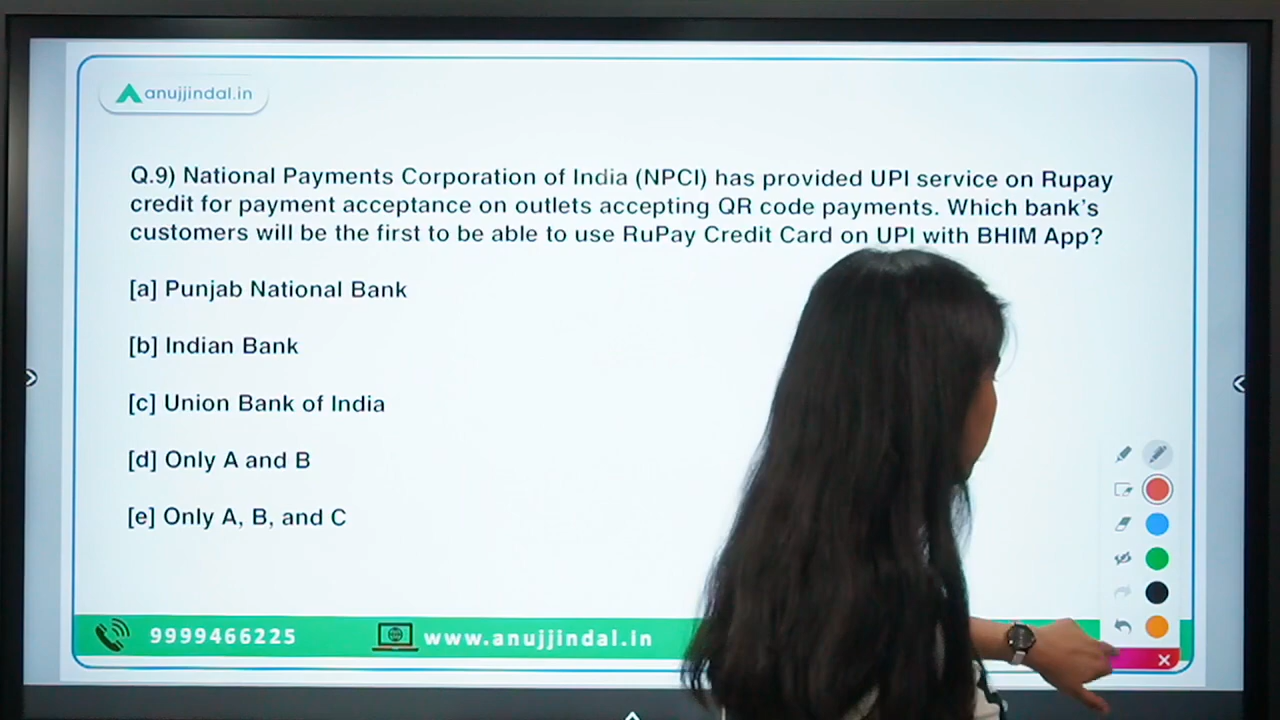 anujjindal.in
Q.9) National Payments Corporation of India (NPCI) has provided UPI service on Rupay
credit for payment acceptance on outlets accepting QR code payments. Which bank's
customers will be the first to be able to use RuPay Credit Card on UPI with BHIM App?
[a] Punjab National Bank
[b] Indian Bank
[c] Union Bank of India
[d] Only A and B
[e] Only A, B, and C
9999466225 www.anujjindal.in